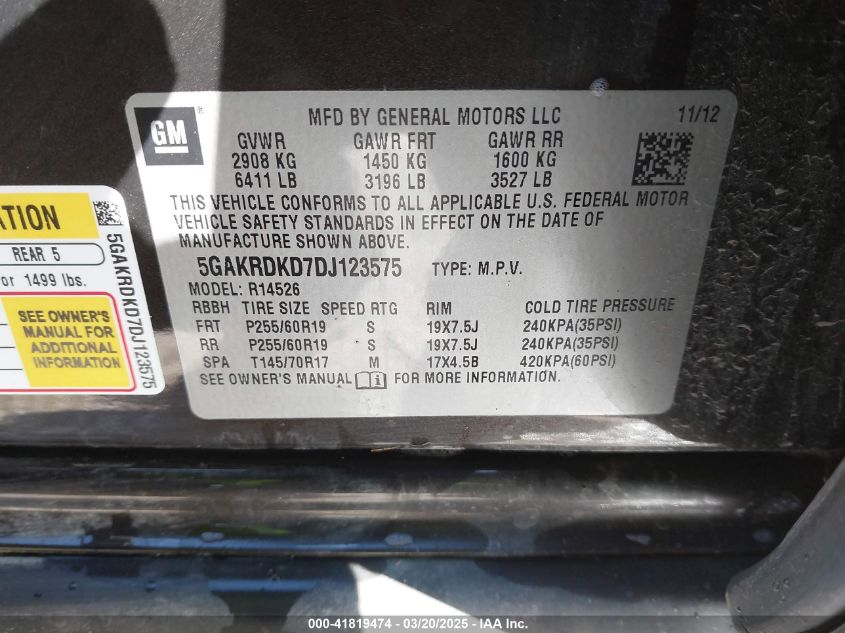 GM ®
MFD BY GENERAL MOTORS LLC 11/12
GVWR GAWR FRT GAWR RR
2908 KG 1450 KG 1600 KG
6411 LB 3196 LB 3527 LB
THIS VEHICLE CONFORMS TO ALL APPLICABLE U.S. FEDERAL MOTOR
VEHICLE SAFETY STANDARDS IN EFFECT ON THE DATE OF
MANUFACTURE SHOWN ABOVE.
5GAKRDKD7DJ123575 TYPE: M.P.V.
MODEL: R14526
RBBH TIRE SIZE SPEED RTG RIM COLD TIRE PRESSURE
FRT P255/60R19 S 19X7.5J 240KPA(35PSI)
RR P255/60R19 S 19X7.5J 240KPA(35PSI)
SPA T145/70R17 M 17X4.5B 420KPA(60PSI)
SEE OWNER'S MANUAL FOR MORE INFORMATION.
REAR 5
or 1499 lbs.
SEE OWNER'S
MANUAL FOR
ADDITIONAL
INFORMATION
5GAKRDKD7DJ123575
000-41819474 / 03/20/2025 - IAA Inc.